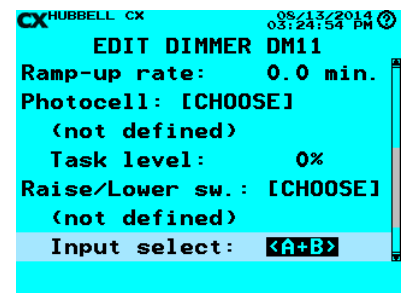 CX HUBBELL CX 08/13/2014
03:24:54 PM ?
EDIT DIMMER DM11
Ramp-up rate: 0.0 min.
Photocell: [CHOOSE]
(not defined)
Task level: 0%
Raise/Lower sw.: [CHOOSE]
(not defined)
Input select: <A+B>